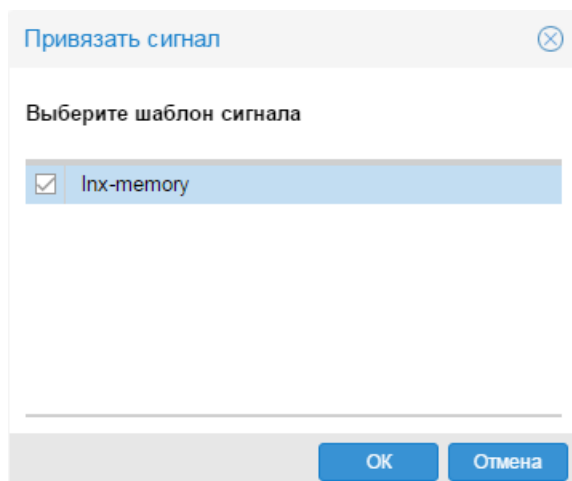 Привязать сигнал
Выберите шаблон сигнала
lnx-memory
ОК
Отмена